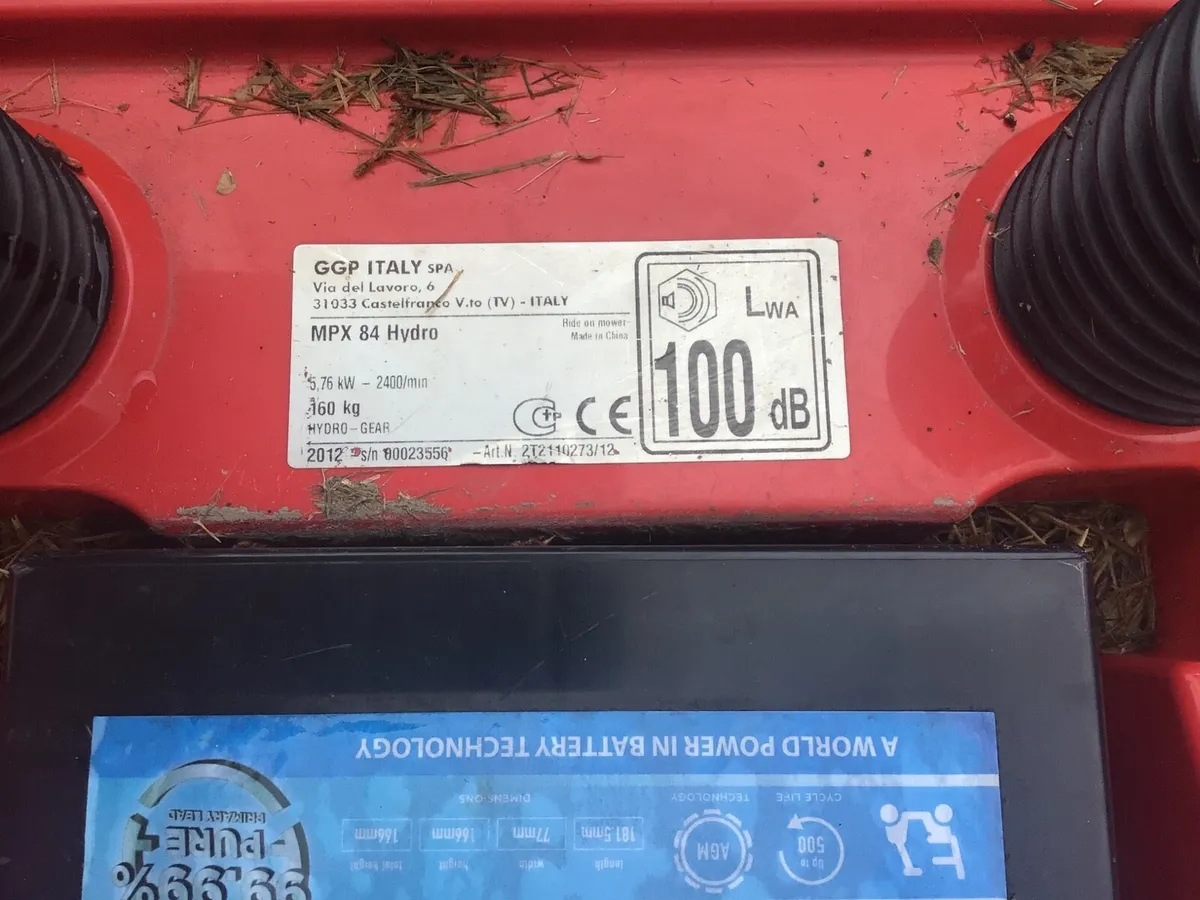 GGP ITALY SPA
Via del Lavoro, 6
31033 Castelfranco V.to (TV) - ITALY
MPX 84 Hydro
Ride on mower
Made in China
5,76 kW – 2400/min
160 kg
HYDRO-GEAR
2012 - s/n 00023556 - Art.N. 2T2110273/12
CE
LWA
100 dB
A WORLD POWER IN BATTERY TECHNOLOGY
CYCLE LIFE
Up to
500
TECHNOLOGY
AGM
DIMENSIONS
length
181.5mm
width
77mm
height
166mm
total height
166mm
99.99%
PURE
PRIMARY LEAD